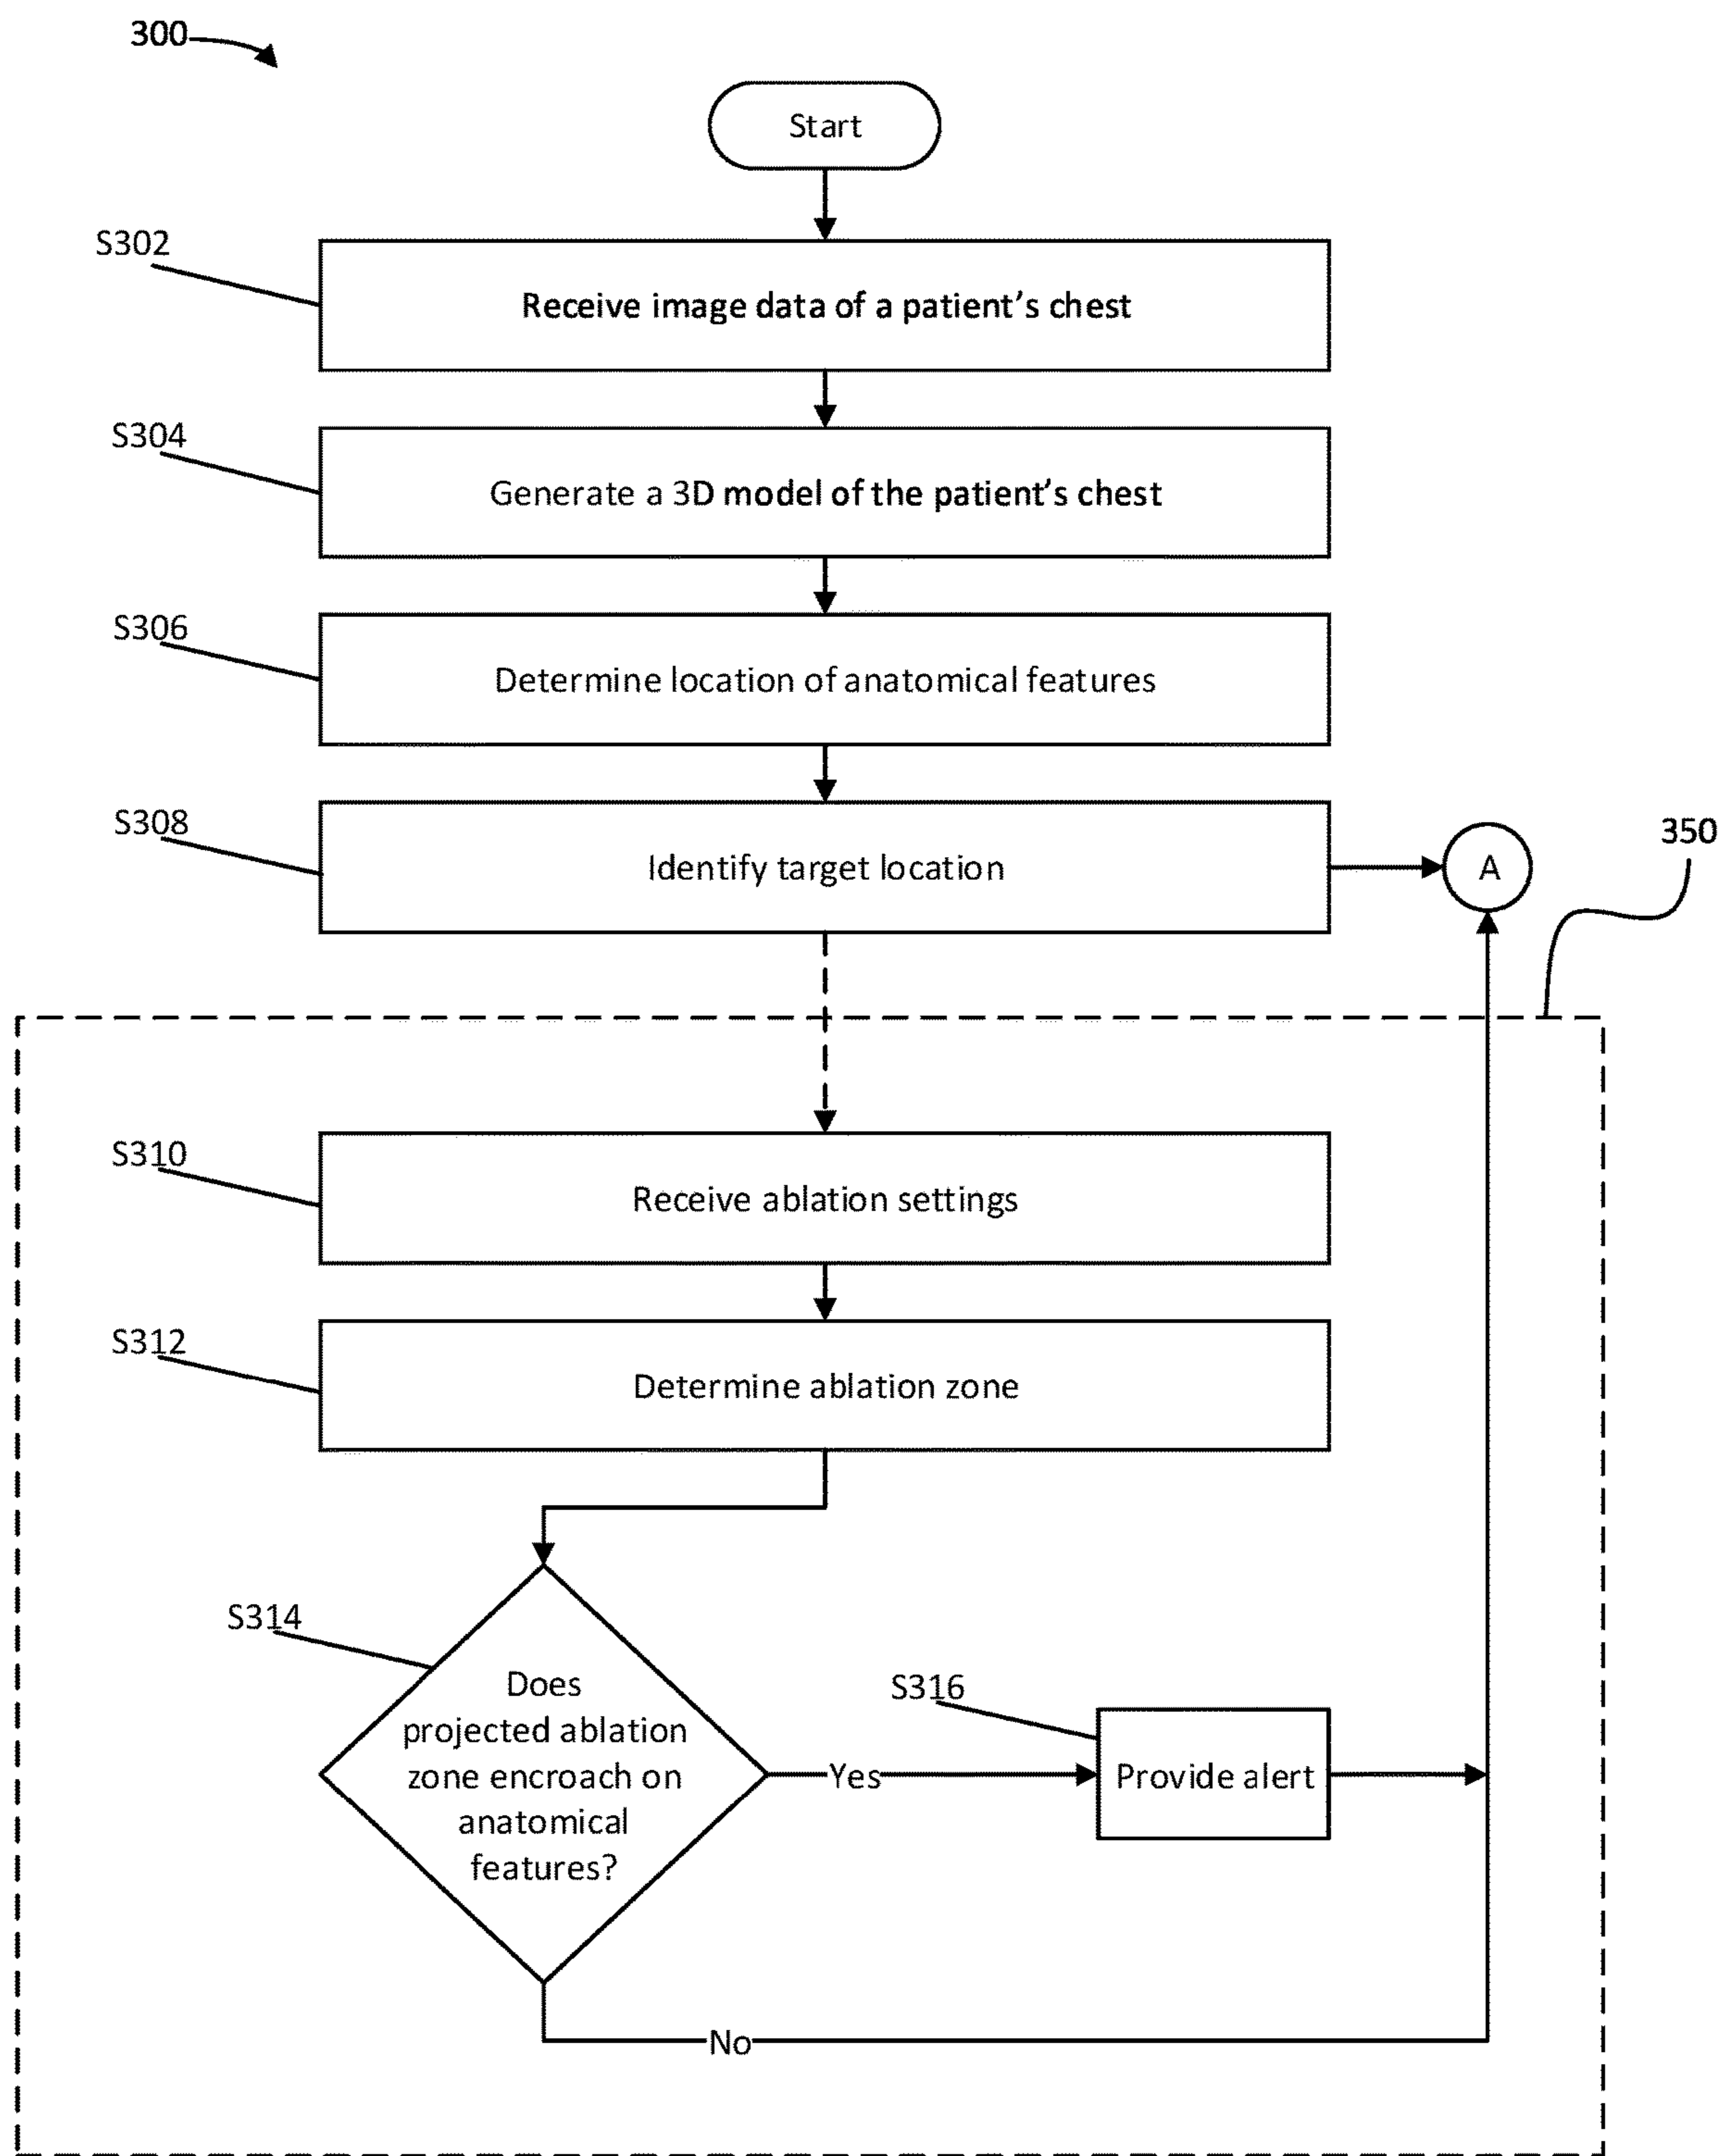 300
Start
S302
Receive image data of a patient's chest
S304
Generate a 3D model of the patient's chest
S306
Determine location of anatomical features
S308
Identify target location
A
350
S310
Receive ablation settings
S312
Determine ablation zone
S314
Does
projected ablation
zone encroach on
anatomical
features?
Yes
S316
Provide alert
No